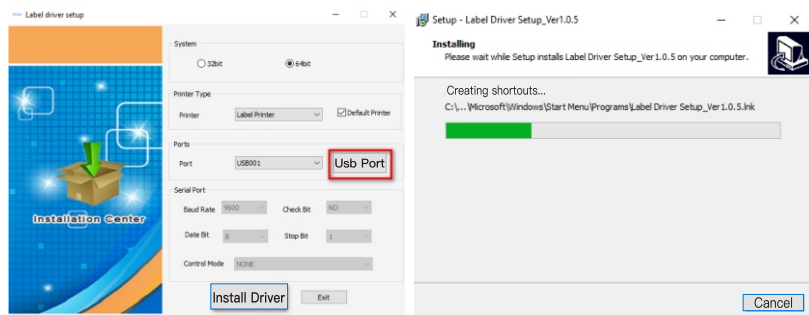 Label driver setup
System
32bit
64bit
Printer Type
Printer
Label Printer
Default Printer
Ports
Port
USB001
Usb Port
Serial Port
Baud Rate
9600
Check Bit
NO
Date Bit
8
Stop Bit
1
Control Mode
NONE
Install Driver
Exit
Installation Center
Setup - Label Driver Setup_Ver1.0.5
Installing
Please wait while Setup installs Label Driver Setup_Ver1.0.5 on your computer.
Creating shortouts...
C:\,...\Microsoft\Windows\Start Menu\Programs\Label Driver Setup_Ver1.0.5.lnk
Cancel